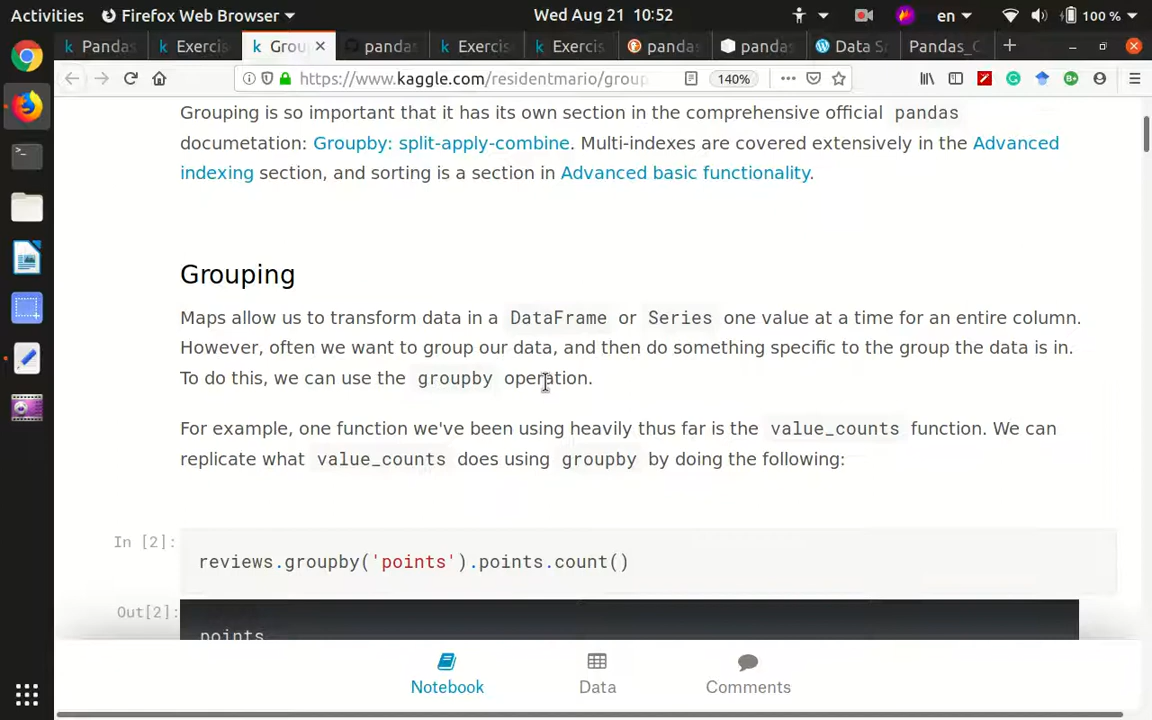 Activities Firefox Web Browser Wed Aug 21 10:52 en 100 %
Pandas Exercis Grou pandas Exercis Exercis pandas pandas Data Sc Pandas_C
https://www.kaggle.com/residentmario/group 140%
Grouping is so important that it has its own section in the comprehensive official pandas
documetation: Groupby: split-apply-combine. Multi-indexes are covered extensively in the Advanced
indexing section, and sorting is a section in Advanced basic functionality.
Grouping
Maps allow us to transform data in a DataFrame or Series one value at a time for an entire column.
However, often we want to group our data, and then do something specific to the group the data is in.
To do this, we can use the groupby operation.
For example, one function we've been using heavily thus far is the value_counts function. We can
replicate what value_counts does using groupby by doing the following:
In [2]:
reviews.groupby('points').points.count()
Out[2]:
points
Notebook Data Comments